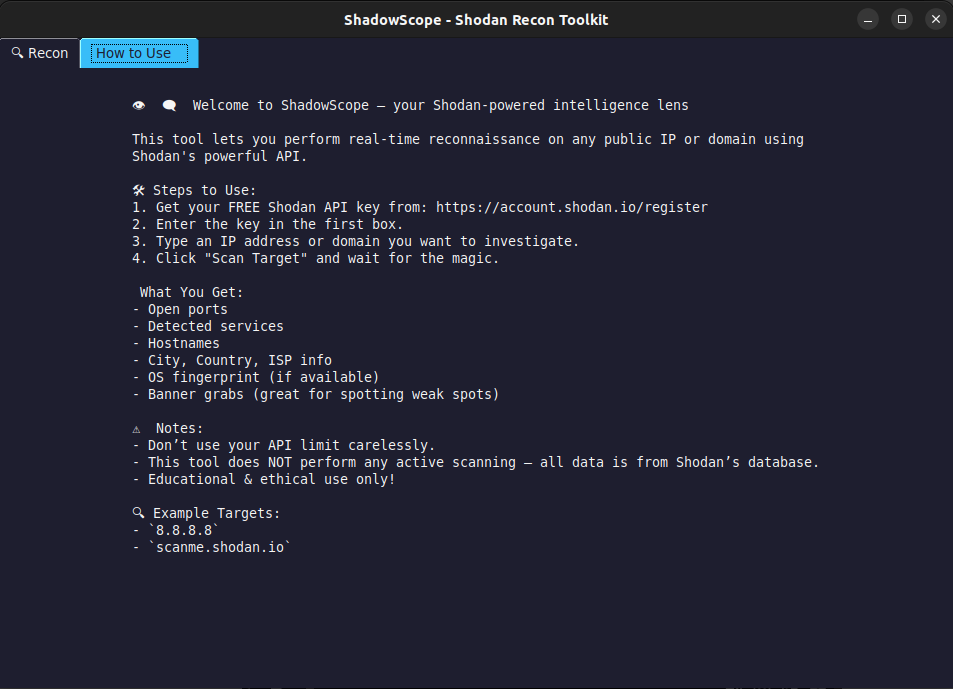 ShadowScope - Shodan Recon Toolkit
🔍 Recon
How to Use
👁 🗨 Welcome to ShadowScope — your Shodan-powered intelligence lens
This tool lets you perform real-time reconnaissance on any public IP or domain using
Shodan's powerful API.
🛠 Steps to Use:
1. Get your FREE Shodan API key from: https://account.shodan.io/register
2. Enter the key in the first box.
3. Type an IP address or domain you want to investigate.
4. Click "Scan Target" and wait for the magic.
What You Get:
- Open ports
- Detected services
- Hostnames
- City, Country, ISP info
- OS fingerprint (if available)
- Banner grabs (great for spotting weak spots)
⚠ Notes:
- Don’t use your API limit carelessly.
- This tool does NOT perform any active scanning — all data is from Shodan’s database.
- Educational & ethical use only!
🔍 Example Targets:
- `8.8.8.8`
- `scanme.shodan.io`